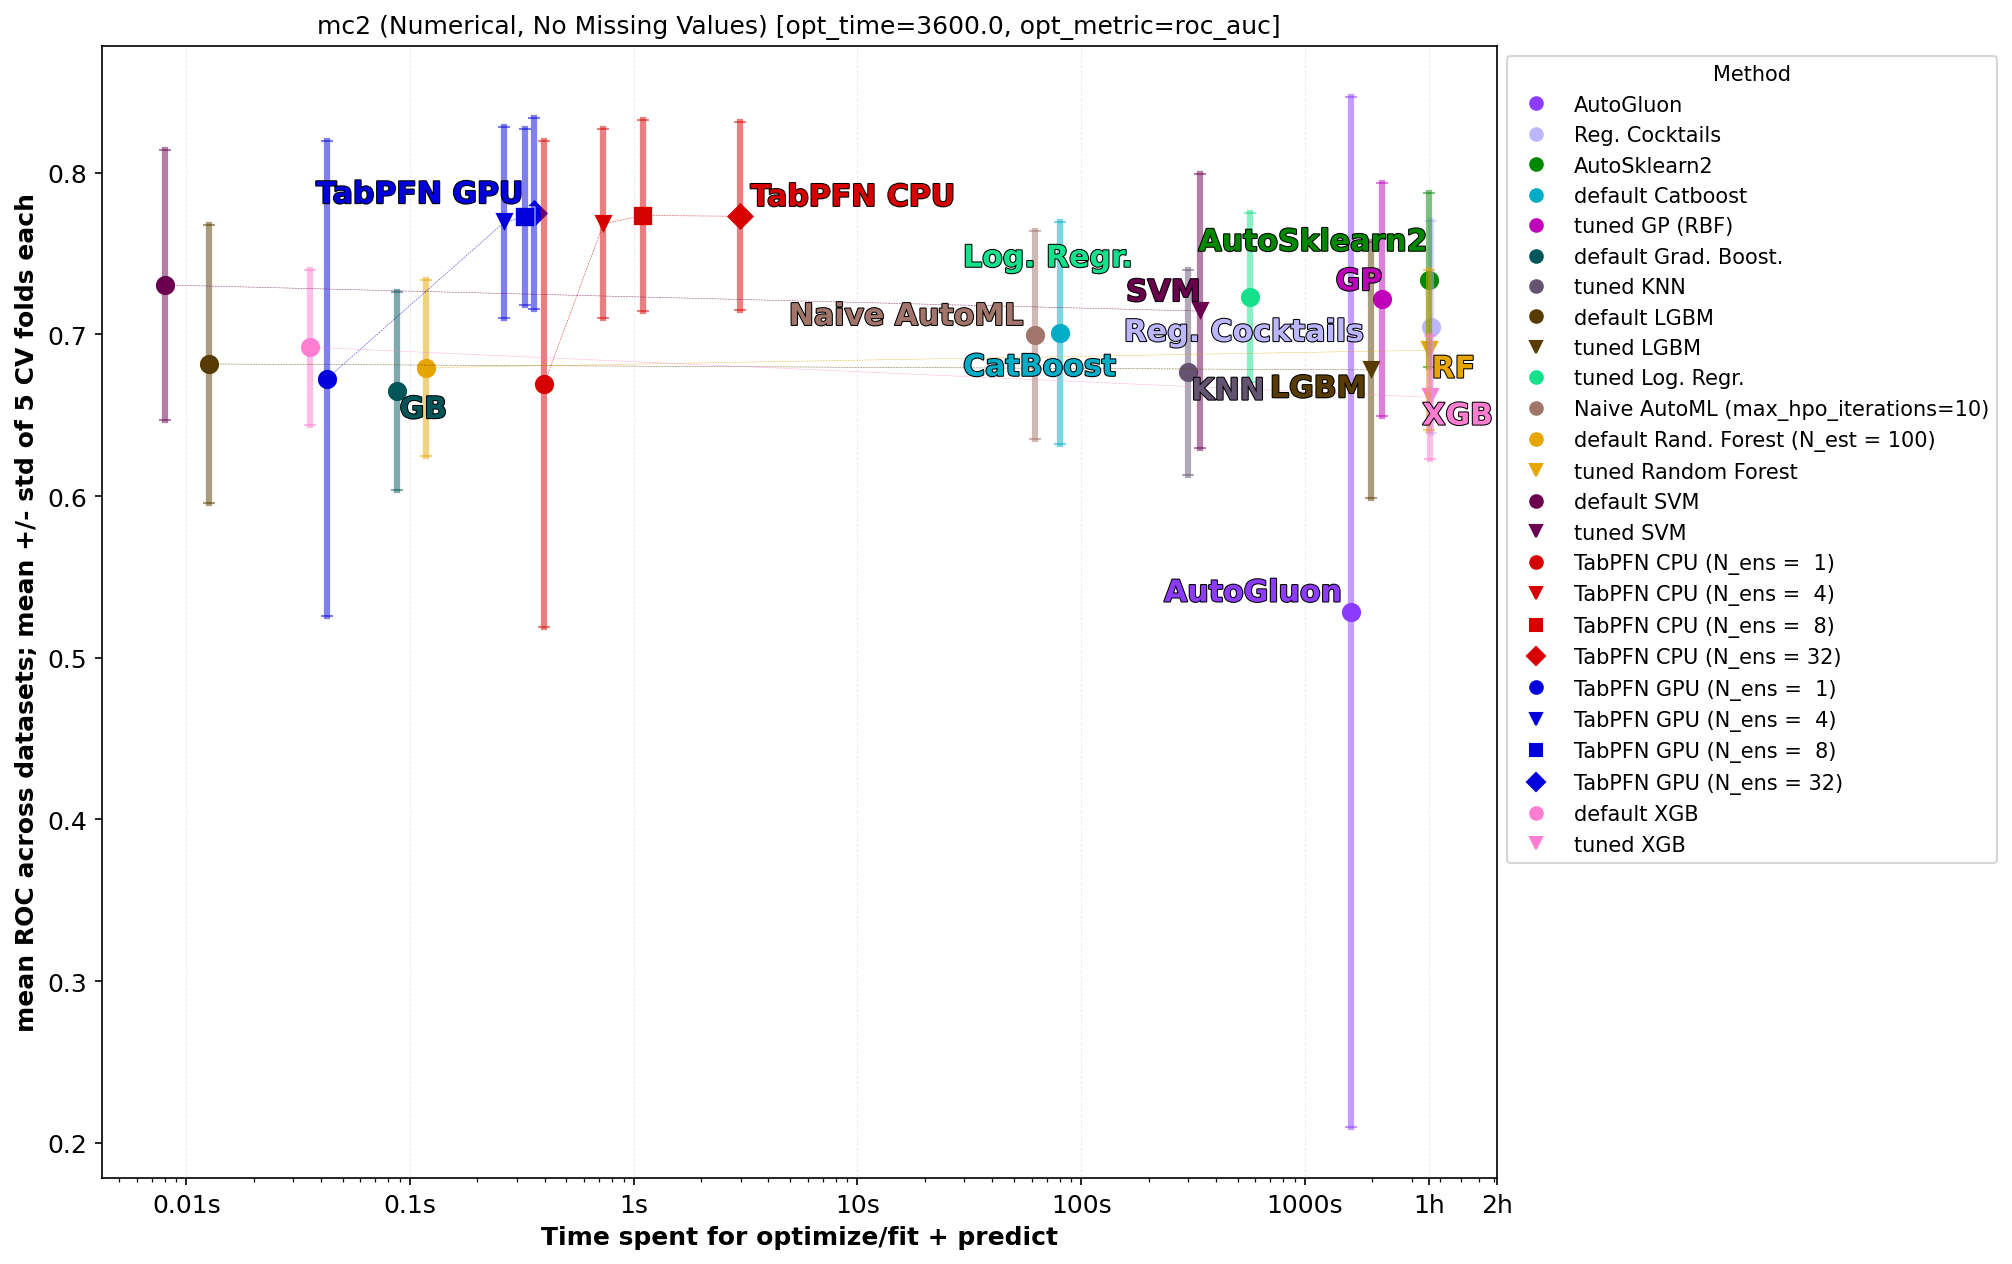 mc2 (Numerical, No Missing Values) [opt_time=3600.0, opt_metric=roc_auc]
mean ROC across datasets; mean +/- std of 5 CV folds each
0.8
0.7
0.6
0.5
0.4
0.3
0.2
TabPFN GPU
TabPFN CPU
Log. Regr.
AutoSklearn2
SVM
GP
Naive AutoML
Reg. Cocktails
CatBoost
RF
KNN
LGBM
GB
XGB
AutoGluon
0.01s
0.1s
1s
10s
100s
1000s
1h
2h
Time spent for optimize/fit + predict
Method
AutoGluon
Reg. Cocktails
AutoSklearn2
default Catboost
tuned GP (RBF)
default Grad. Boost.
tuned KNN
default LGBM
tuned LGBM
tuned Log. Regr.
Naive AutoML (max_hpo_iterations=10)
default Rand. Forest (N_est = 100)
tuned Random Forest
default SVM
tuned SVM
TabPFN CPU (N_ens =  1)
TabPFN CPU (N_ens =  4)
TabPFN CPU (N_ens =  8)
TabPFN CPU (N_ens = 32)
TabPFN GPU (N_ens =  1)
TabPFN GPU (N_ens =  4)
TabPFN GPU (N_ens =  8)
TabPFN GPU (N_ens = 32)
default XGB
tuned XGB